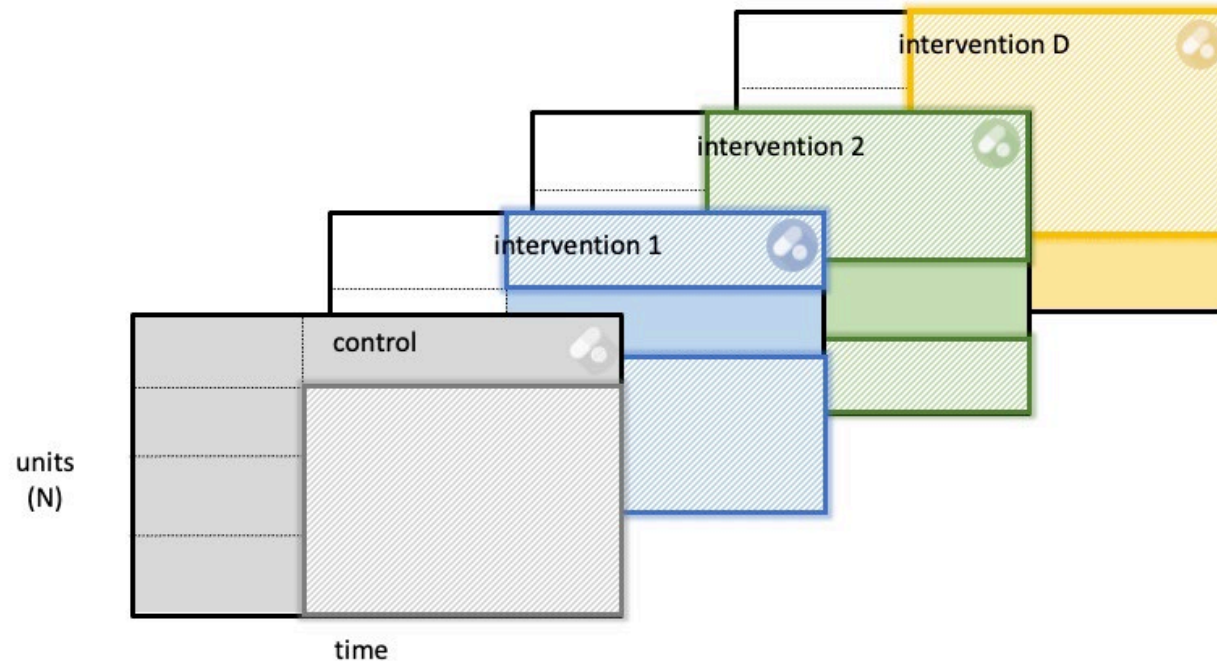 intervention D
intervention 2
intervention 1
control
units
(N)
time